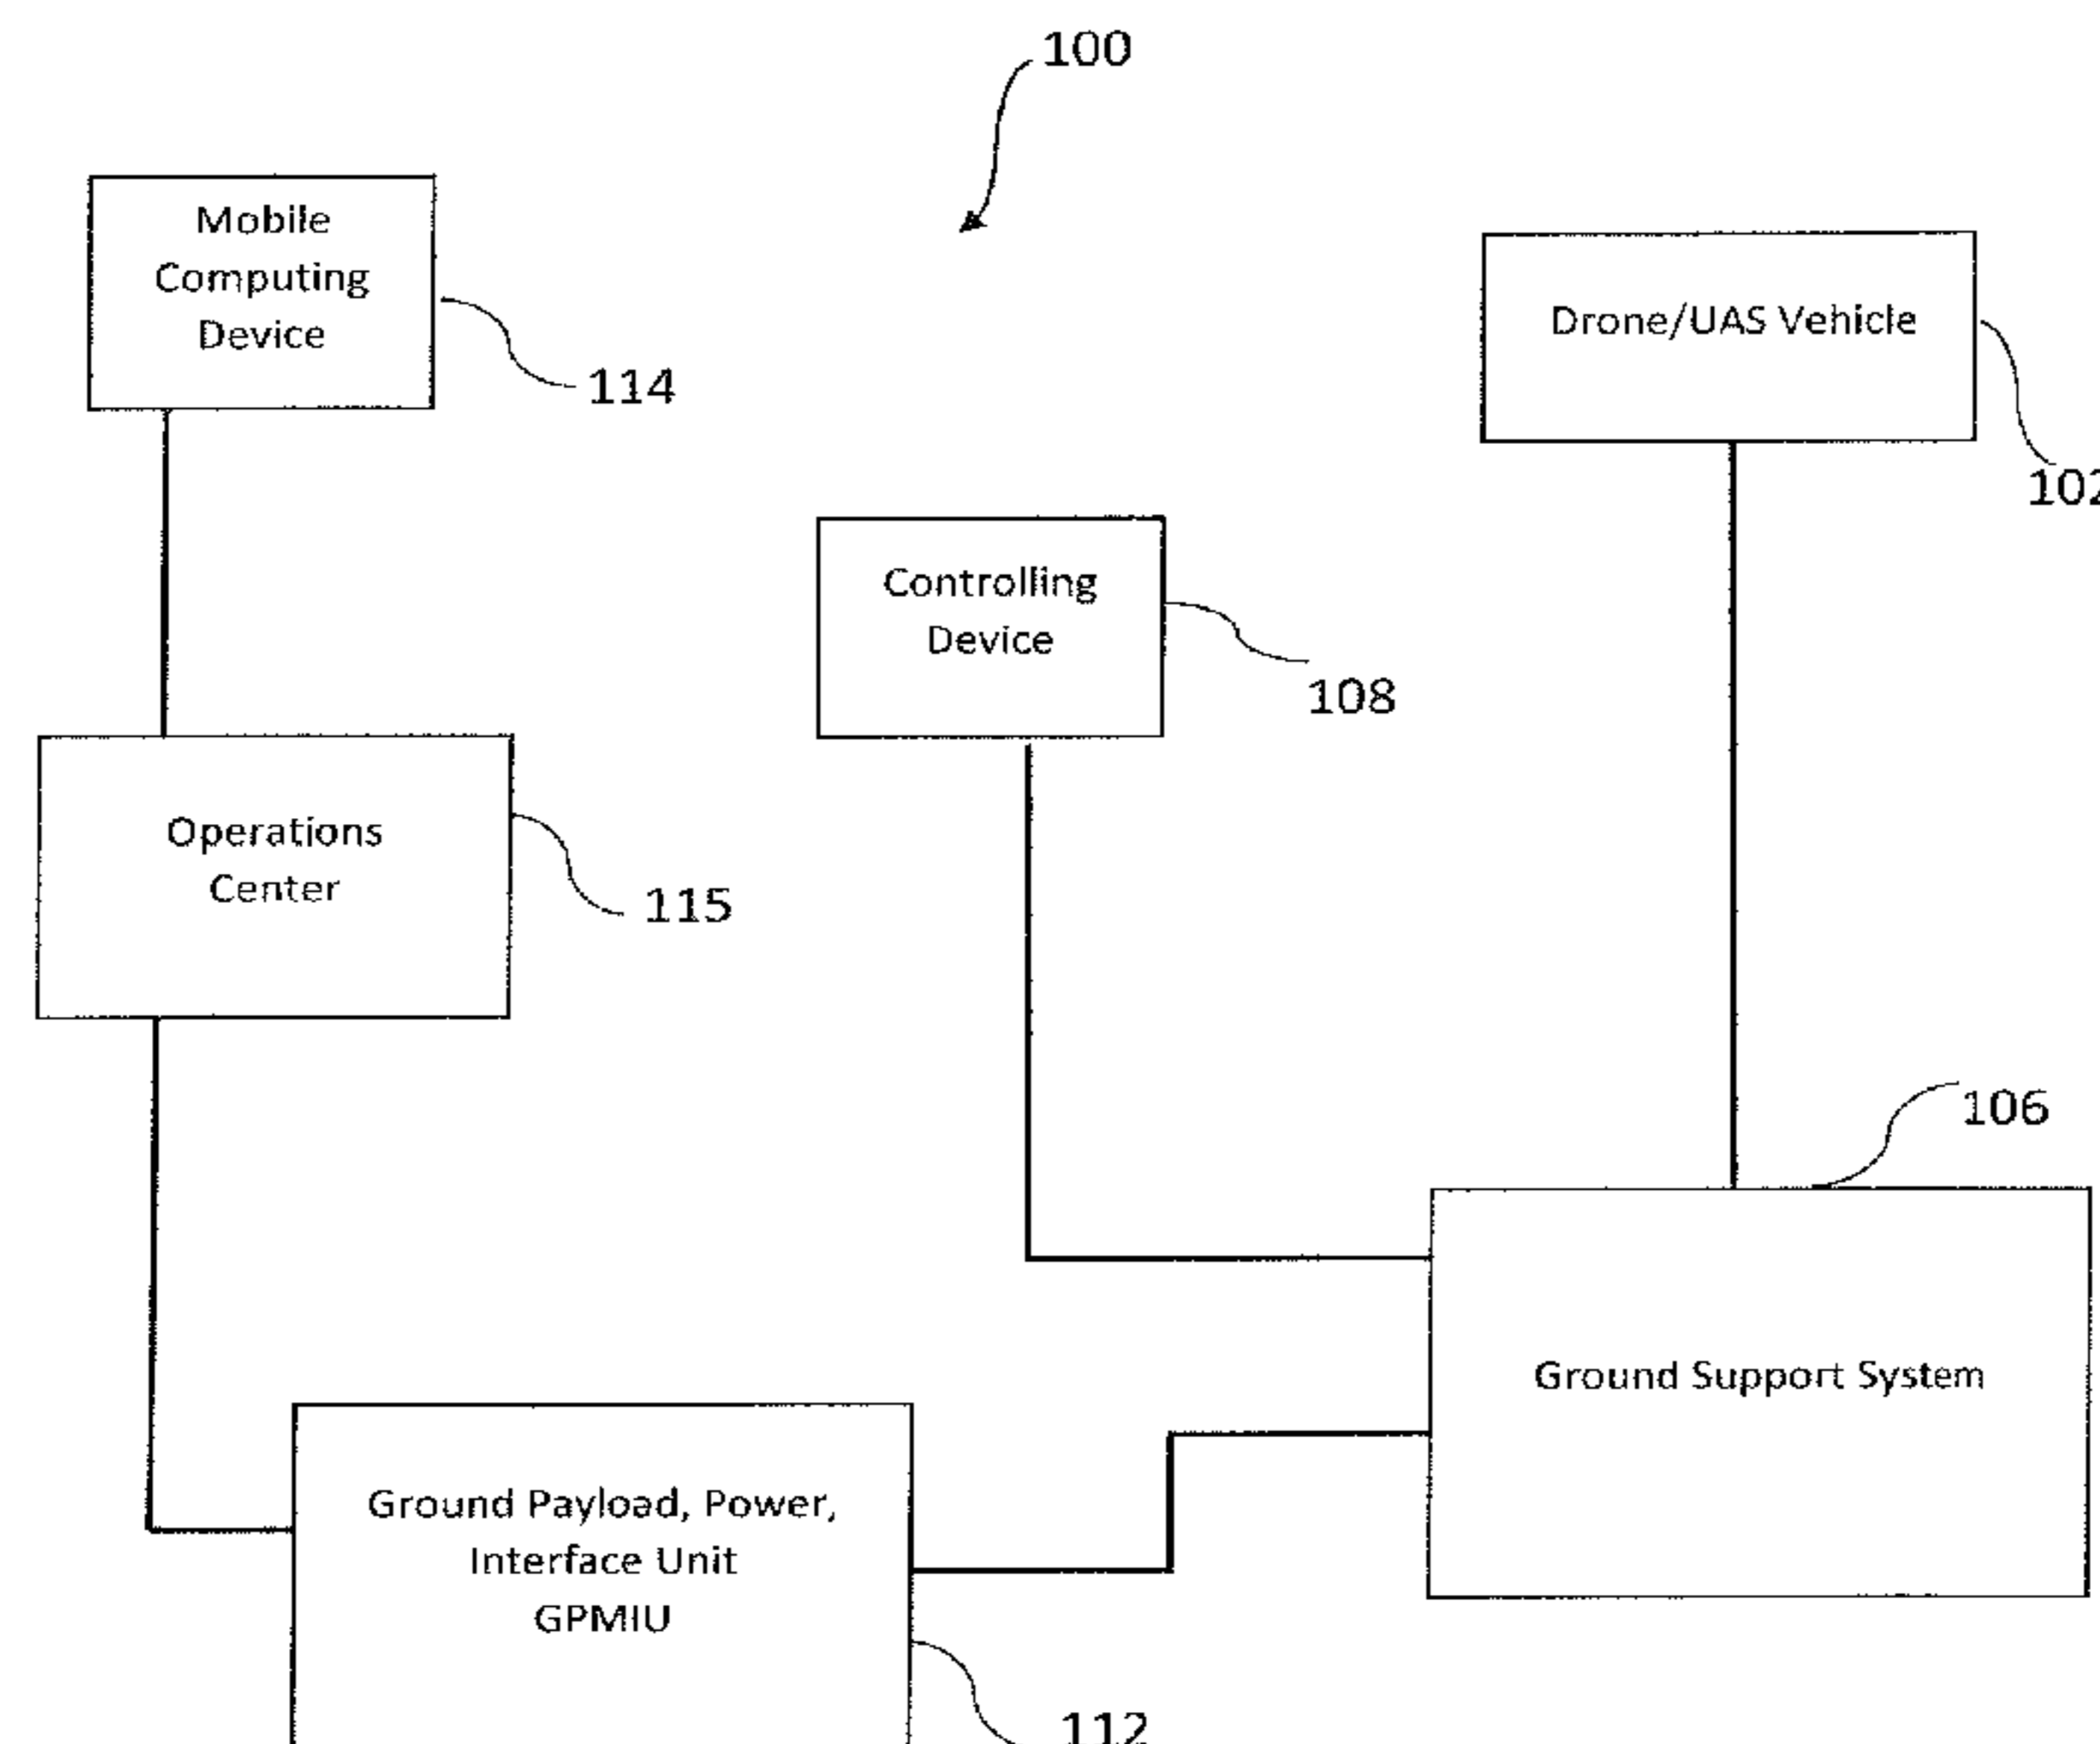 100
Mobile
Computing
Device
114
Drone/UAS Vehicle
102
Controlling
Device
108
Operations
Center
115
106
Ground Support System
Ground Payload, Power,
Interface Unit
GPMIU
112